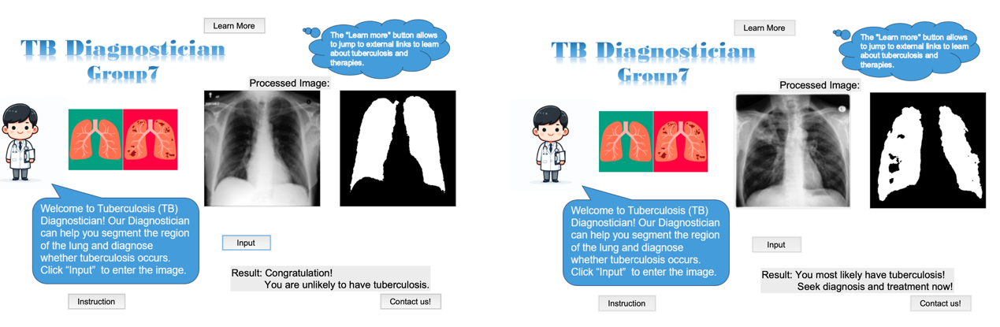 Learn More
The "Learn more" button allows
to jump to external links to learn
about tuberculosis and
therapies.
TB Diagnostician
Group7
Processed Image:
Welcome to Tuberculosis (TB)
Diagnostician! Our Diagnostician
can help you segment the region
of the lung and diagnose
whether tuberculosis occurs.
Click “Input” to enter the image.
Input
Result: Congratulation!
You are unlikely to have tuberculosis.
Instruction
Contact us!
Learn More
The "Learn more" button allows
to jump to external links to learn
about tuberculosis and
therapies.
TB Diagnostician
Group7
Processed Image:
Welcome to Tuberculosis (TB)
Diagnostician! Our Diagnostician
can help you segment the region
of the lung and diagnose
whether tuberculosis occurs.
Click “Input” to enter the image.
Input
Result: You most likely have tuberculosis!
Seek diagnosis and treatment now!
Instruction
Contact us!